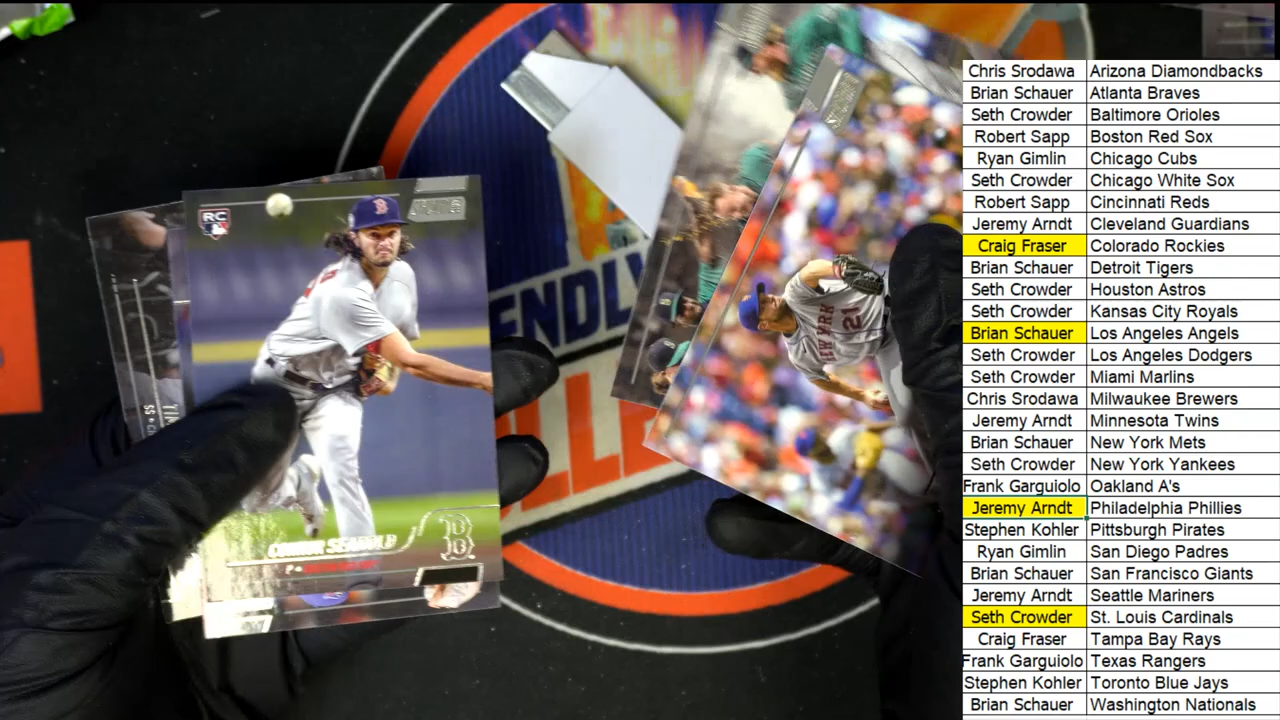 RC
CONNOR SEABOLD
P •
SS • C
NEW YORK
21
ENDLY
LLE
Chris Srodawa Arizona Diamondbacks
Brian Schauer Atlanta Braves
Seth Crowder Baltimore Orioles
Robert Sapp Boston Red Sox
Ryan Gimlin Chicago Cubs
Seth Crowder Chicago White Sox
Robert Sapp Cincinnati Reds
Jeremy Arndt Cleveland Guardians
Craig Fraser Colorado Rockies
Brian Schauer Detroit Tigers
Seth Crowder Houston Astros
Seth Crowder Kansas City Royals
Brian Schauer Los Angeles Angels
Seth Crowder Los Angeles Dodgers
Seth Crowder Miami Marlins
Chris Srodawa Milwaukee Brewers
Jeremy Arndt Minnesota Twins
Brian Schauer New York Mets
Seth Crowder New York Yankees
Frank Garguiolo Oakland A's
Jeremy Arndt Philadelphia Phillies
Stephen Kohler Pittsburgh Pirates
Ryan Gimlin San Diego Padres
Brian Schauer San Francisco Giants
Jeremy Arndt Seattle Mariners
Seth Crowder St. Louis Cardinals
Craig Fraser Tampa Bay Rays
Frank Garguiolo Texas Rangers
Stephen Kohler Toronto Blue Jays
Brian Schauer Washington Nationals